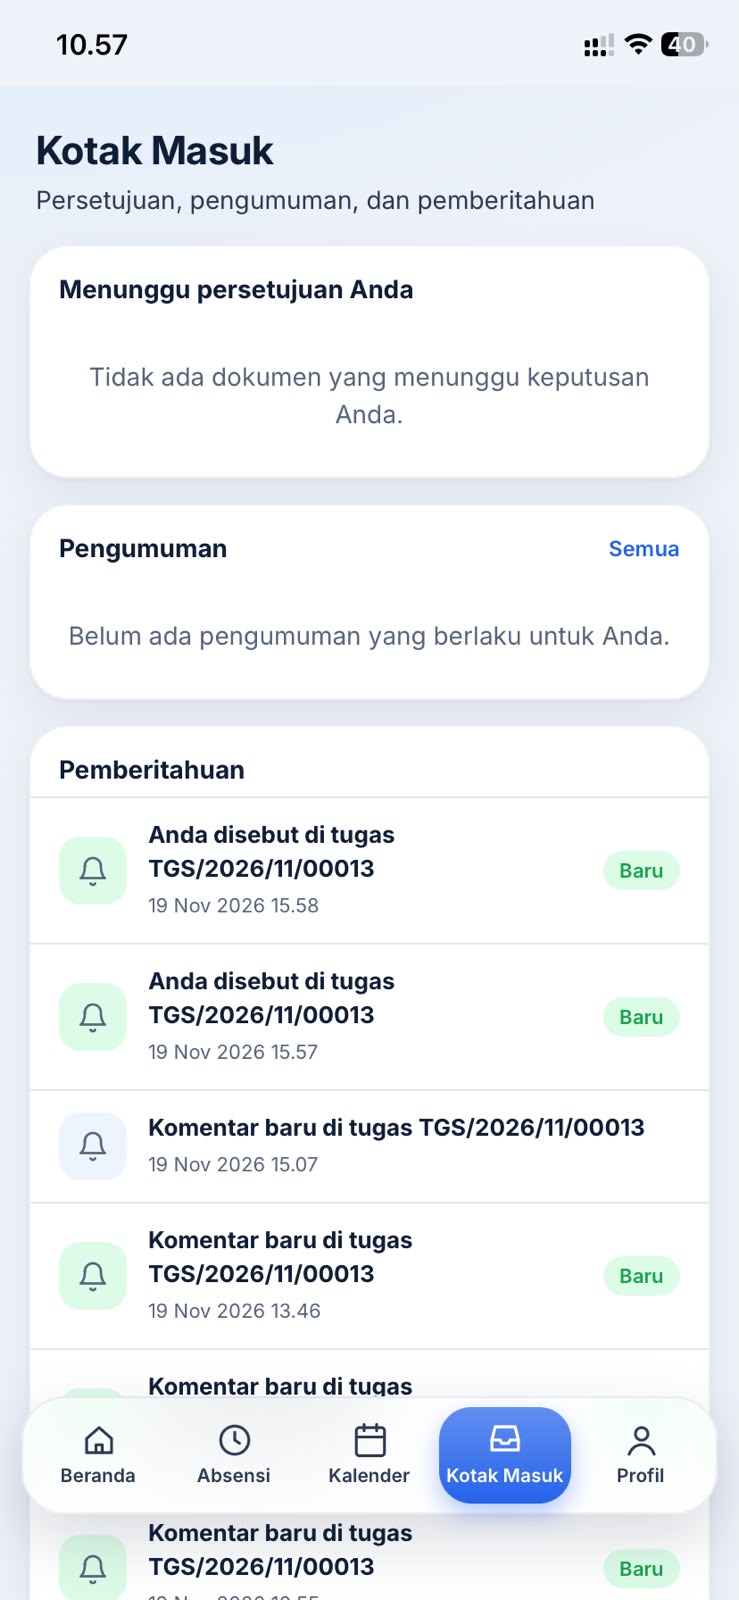 10.57
40
Kotak Masuk
Persetujuan, pengumuman, dan pemberitahuan
Menunggu persetujuan Anda
Tidak ada dokumen yang menunggu keputusan
Anda.
Pengumuman
Semua
Belum ada pengumuman yang berlaku untuk Anda.
Pemberitahuan
Anda disebut di tugas
TGS/2026/11/00013
19 Nov 2026 15.58
Baru
Anda disebut di tugas
TGS/2026/11/00013
19 Nov 2026 15.57
Baru
Komentar baru di tugas TGS/2026/11/00013
19 Nov 2026 15.07
Komentar baru di tugas
TGS/2026/11/00013
19 Nov 2026 13.46
Baru
Komentar baru di tugas
Beranda
Absensi
Kalender
Kotak Masuk
Profil
Komentar baru di tugas
TGS/2026/11/00013
Baru